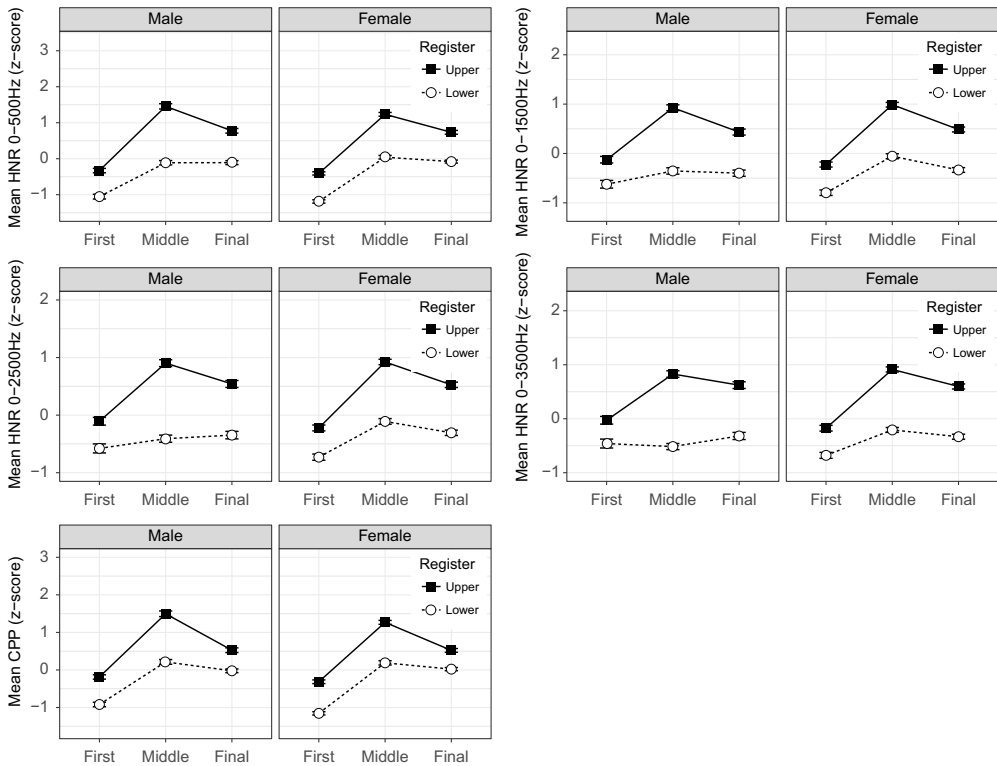 Mean HNR 0−500Hz (z−score)
Male
Female
3
2
1
0
−1
Register
Upper
Lower
First Middle Final
First Middle Final
Mean HNR 0−1500Hz (z−score)
Male
Female
2
1
0
−1
Register
Upper
Lower
First Middle Final
First Middle Final
Mean HNR 0−2500Hz (z−score)
Male
Female
2
1
0
−1
Register
Upper
Lower
First Middle Final
First Middle Final
Mean HNR 0−3500Hz (z−score)
Male
Female
2
1
0
−1
Register
Upper
Lower
First Middle Final
First Middle Final
Mean CPP (z−score)
Male
Female
3
2
1
0
−1
Register
Upper
Lower
First Middle Final
First Middle Final